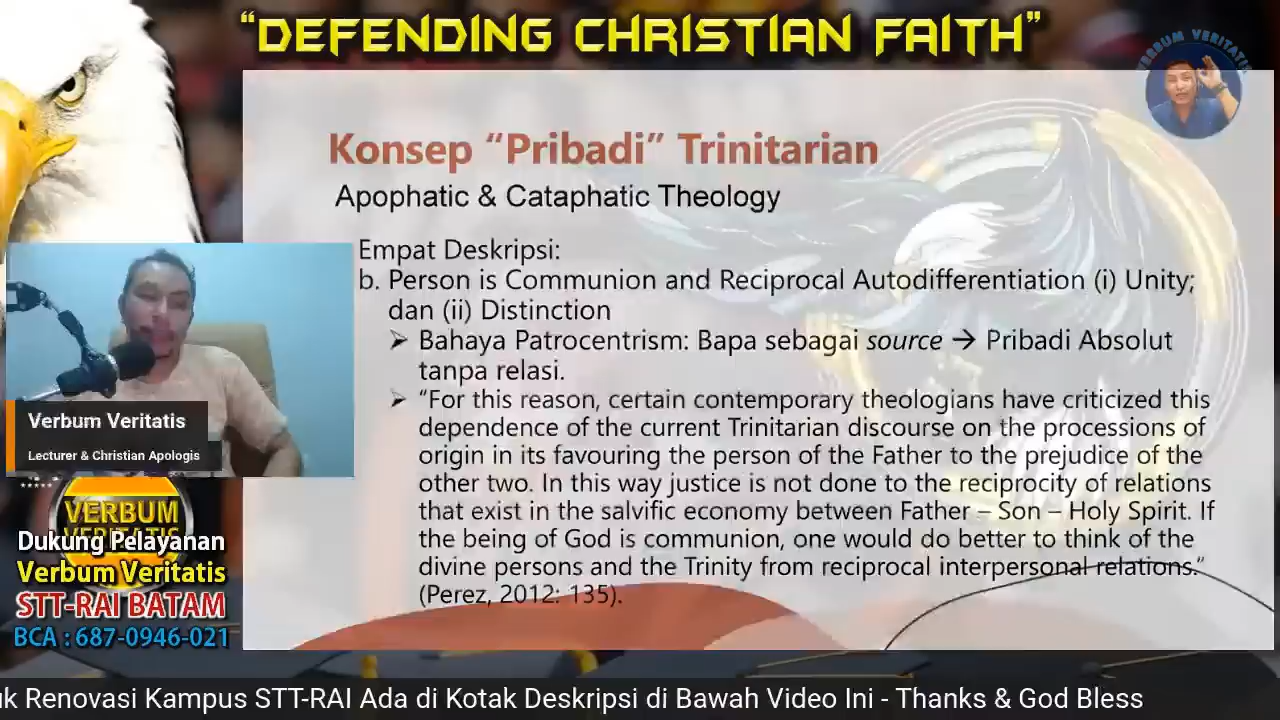 “DEFENDING CHRISTIAN FAITH”
VERBUM VERITATIS
Konsep “Pribadi” Trinitarian
Apophatic & Cataphatic Theology
Empat Deskripsi:
b. Person is Communion and Reciprocal Autodifferentiation (i) Unity;
dan (ii) Distinction
➢ Bahaya Patrocentrism: Bapa sebagai source → Pribadi Absolut
tanpa relasi.
➢ “For this reason, certain contemporary theologians have criticized this
dependence of the current Trinitarian discourse on the processions of
origin in its favouring the person of the Father to the prejudice of the
other two. In this way justice is not done to the reciprocity of relations
that exist in the salvific economy between Father – Son – Holy Spirit. If
the being of God is communion, one would do better to think of the
divine persons and the Trinity from reciprocal interpersonal relations.”
(Perez, 2012: 135).
Verbum Veritatis
Lecturer & Christian Apologis
VERBUM
VERITATIS
Dukung Pelayanan
Verbum Veritatis
STT-RAI BATAM
BCA : 687-0946-021
uk Renovasi Kampus STT-RAI Ada di Kotak Deskripsi di Bawah Video Ini - Thanks & God Bless